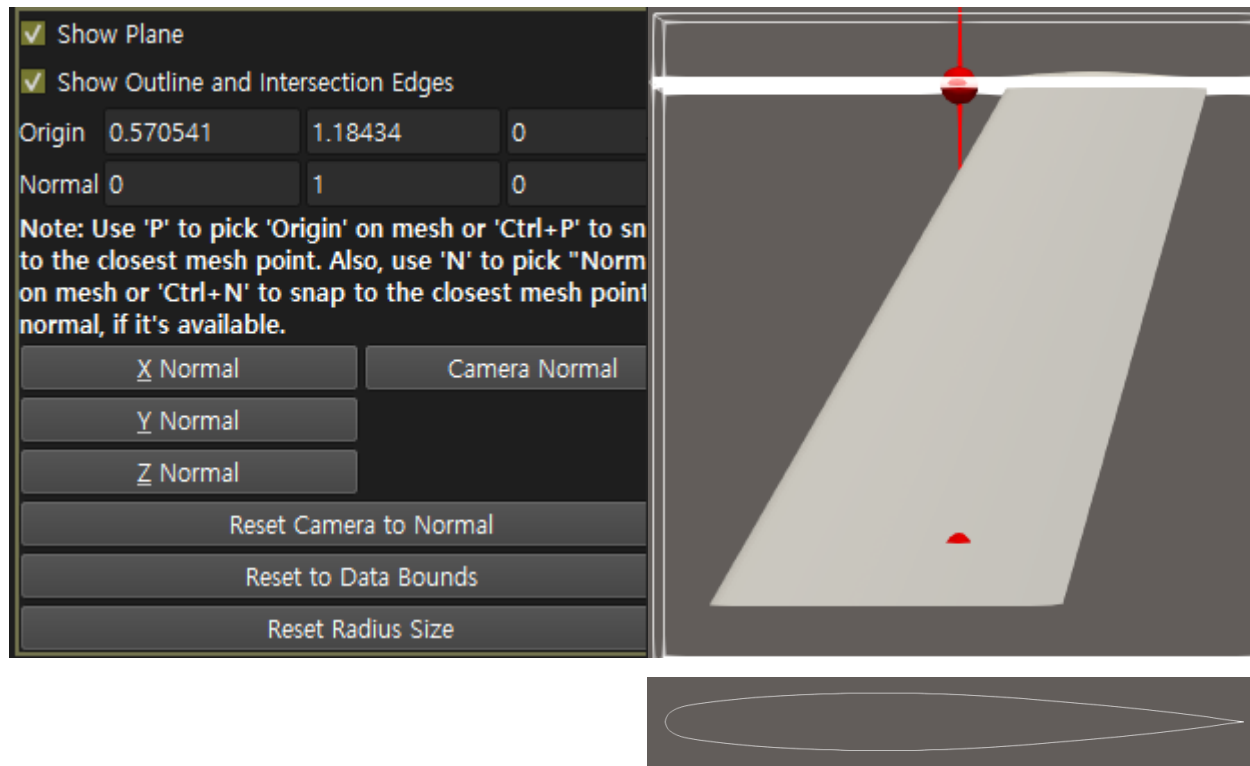 Show Plane
Show Outline and Intersection Edges
Origin 0.570541 1.18434 0
Normal 0 1 0
Note: Use 'P' to pick 'Origin' on mesh or 'Ctrl+P' to sn
to the closest mesh point. Also, use 'N' to pick "Norm
on mesh or 'Ctrl+N' to snap to the closest mesh point
normal, if it's available.
X Normal Camera Normal
Y Normal
Z Normal
Reset Camera to Normal
Reset to Data Bounds
Reset Radius Size